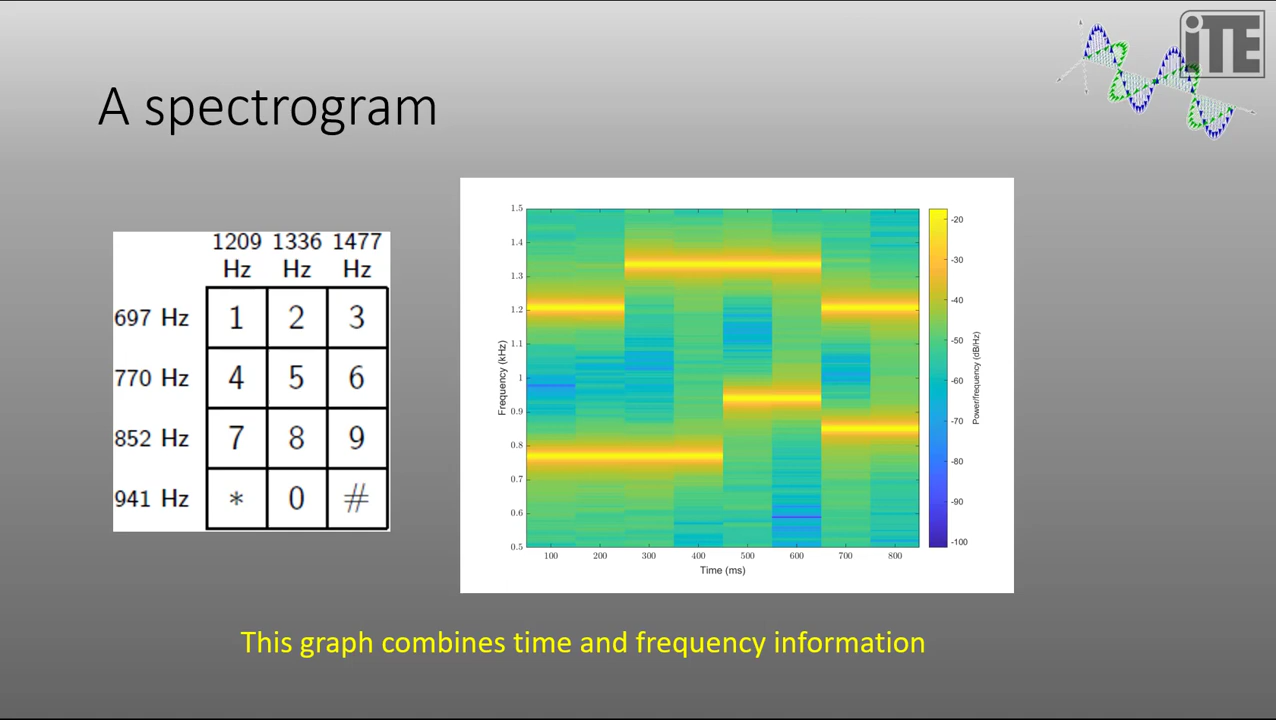 iTE
A spectrogram
1209 1336 1477
Hz Hz Hz
697 Hz 1 2 3
770 Hz 4 5 6
852 Hz 7 8 9
941 Hz * 0 #
1.5
1.4
1.3
1.2
1.1
1
0.9
0.8
0.7
0.6
0.5
Frequency (kHz)
100 200 300 400 500 600 700 800
Time (ms)
-20
-30
-40
-50
-60
-70
-80
-90
-100
Power/frequency (dB/Hz)
This graph combines time and frequency information